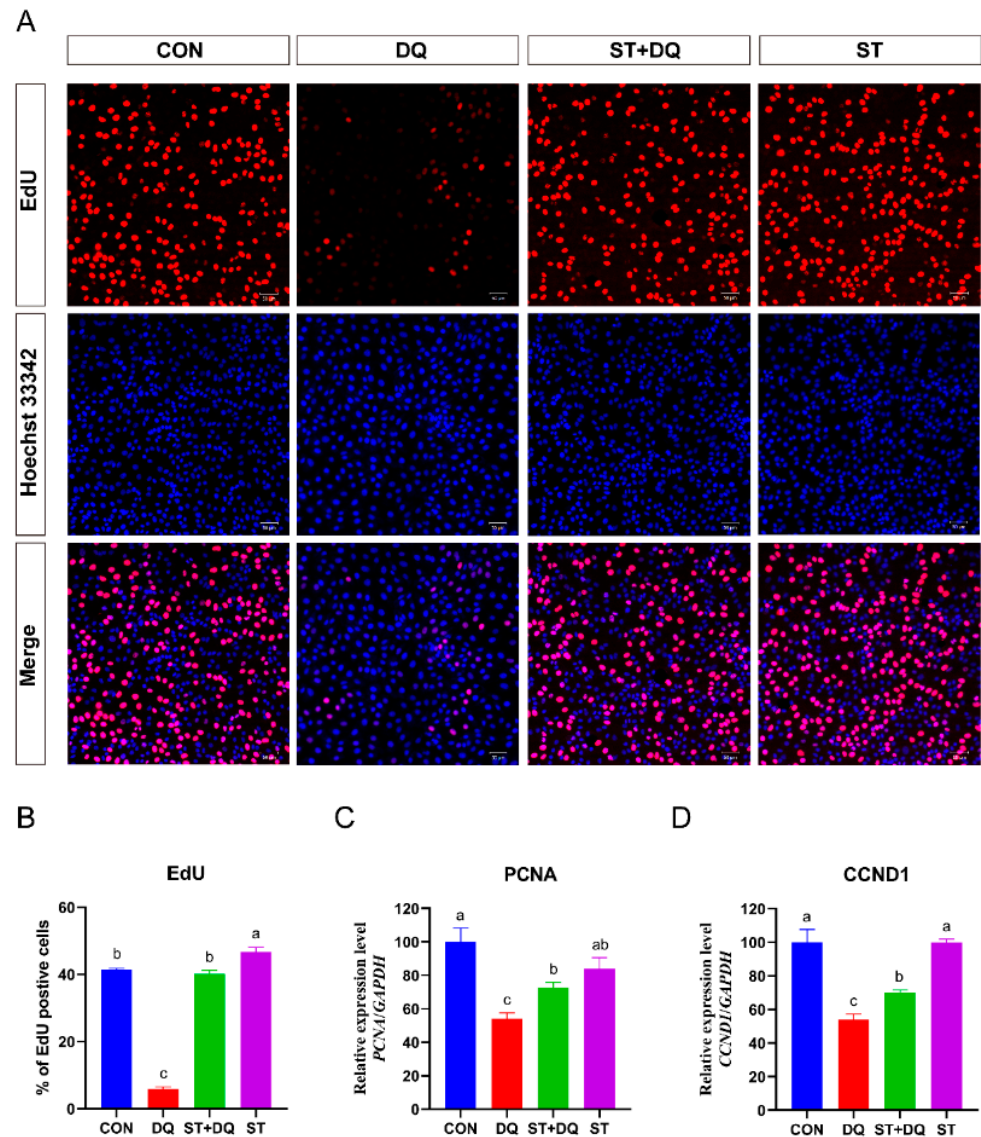 A
CON DQ ST+DQ ST
EdU
Hoechst 33342
Merge
50 μm
B
EdU
% of EdU postive cells
60
40
20
0
b
c
b
a
CON DQ ST+DQ ST
C
PCNA
Relative expression level
PCNA/GAPDH
120
100
80
60
40
20
0
a
c
b
ab
CON DQ ST+DQ ST
D
CCND1
Relative expression level
CCND1/GAPDH
120
100
80
60
40
20
0
a
c
b
a
CON DQ ST+DQ ST